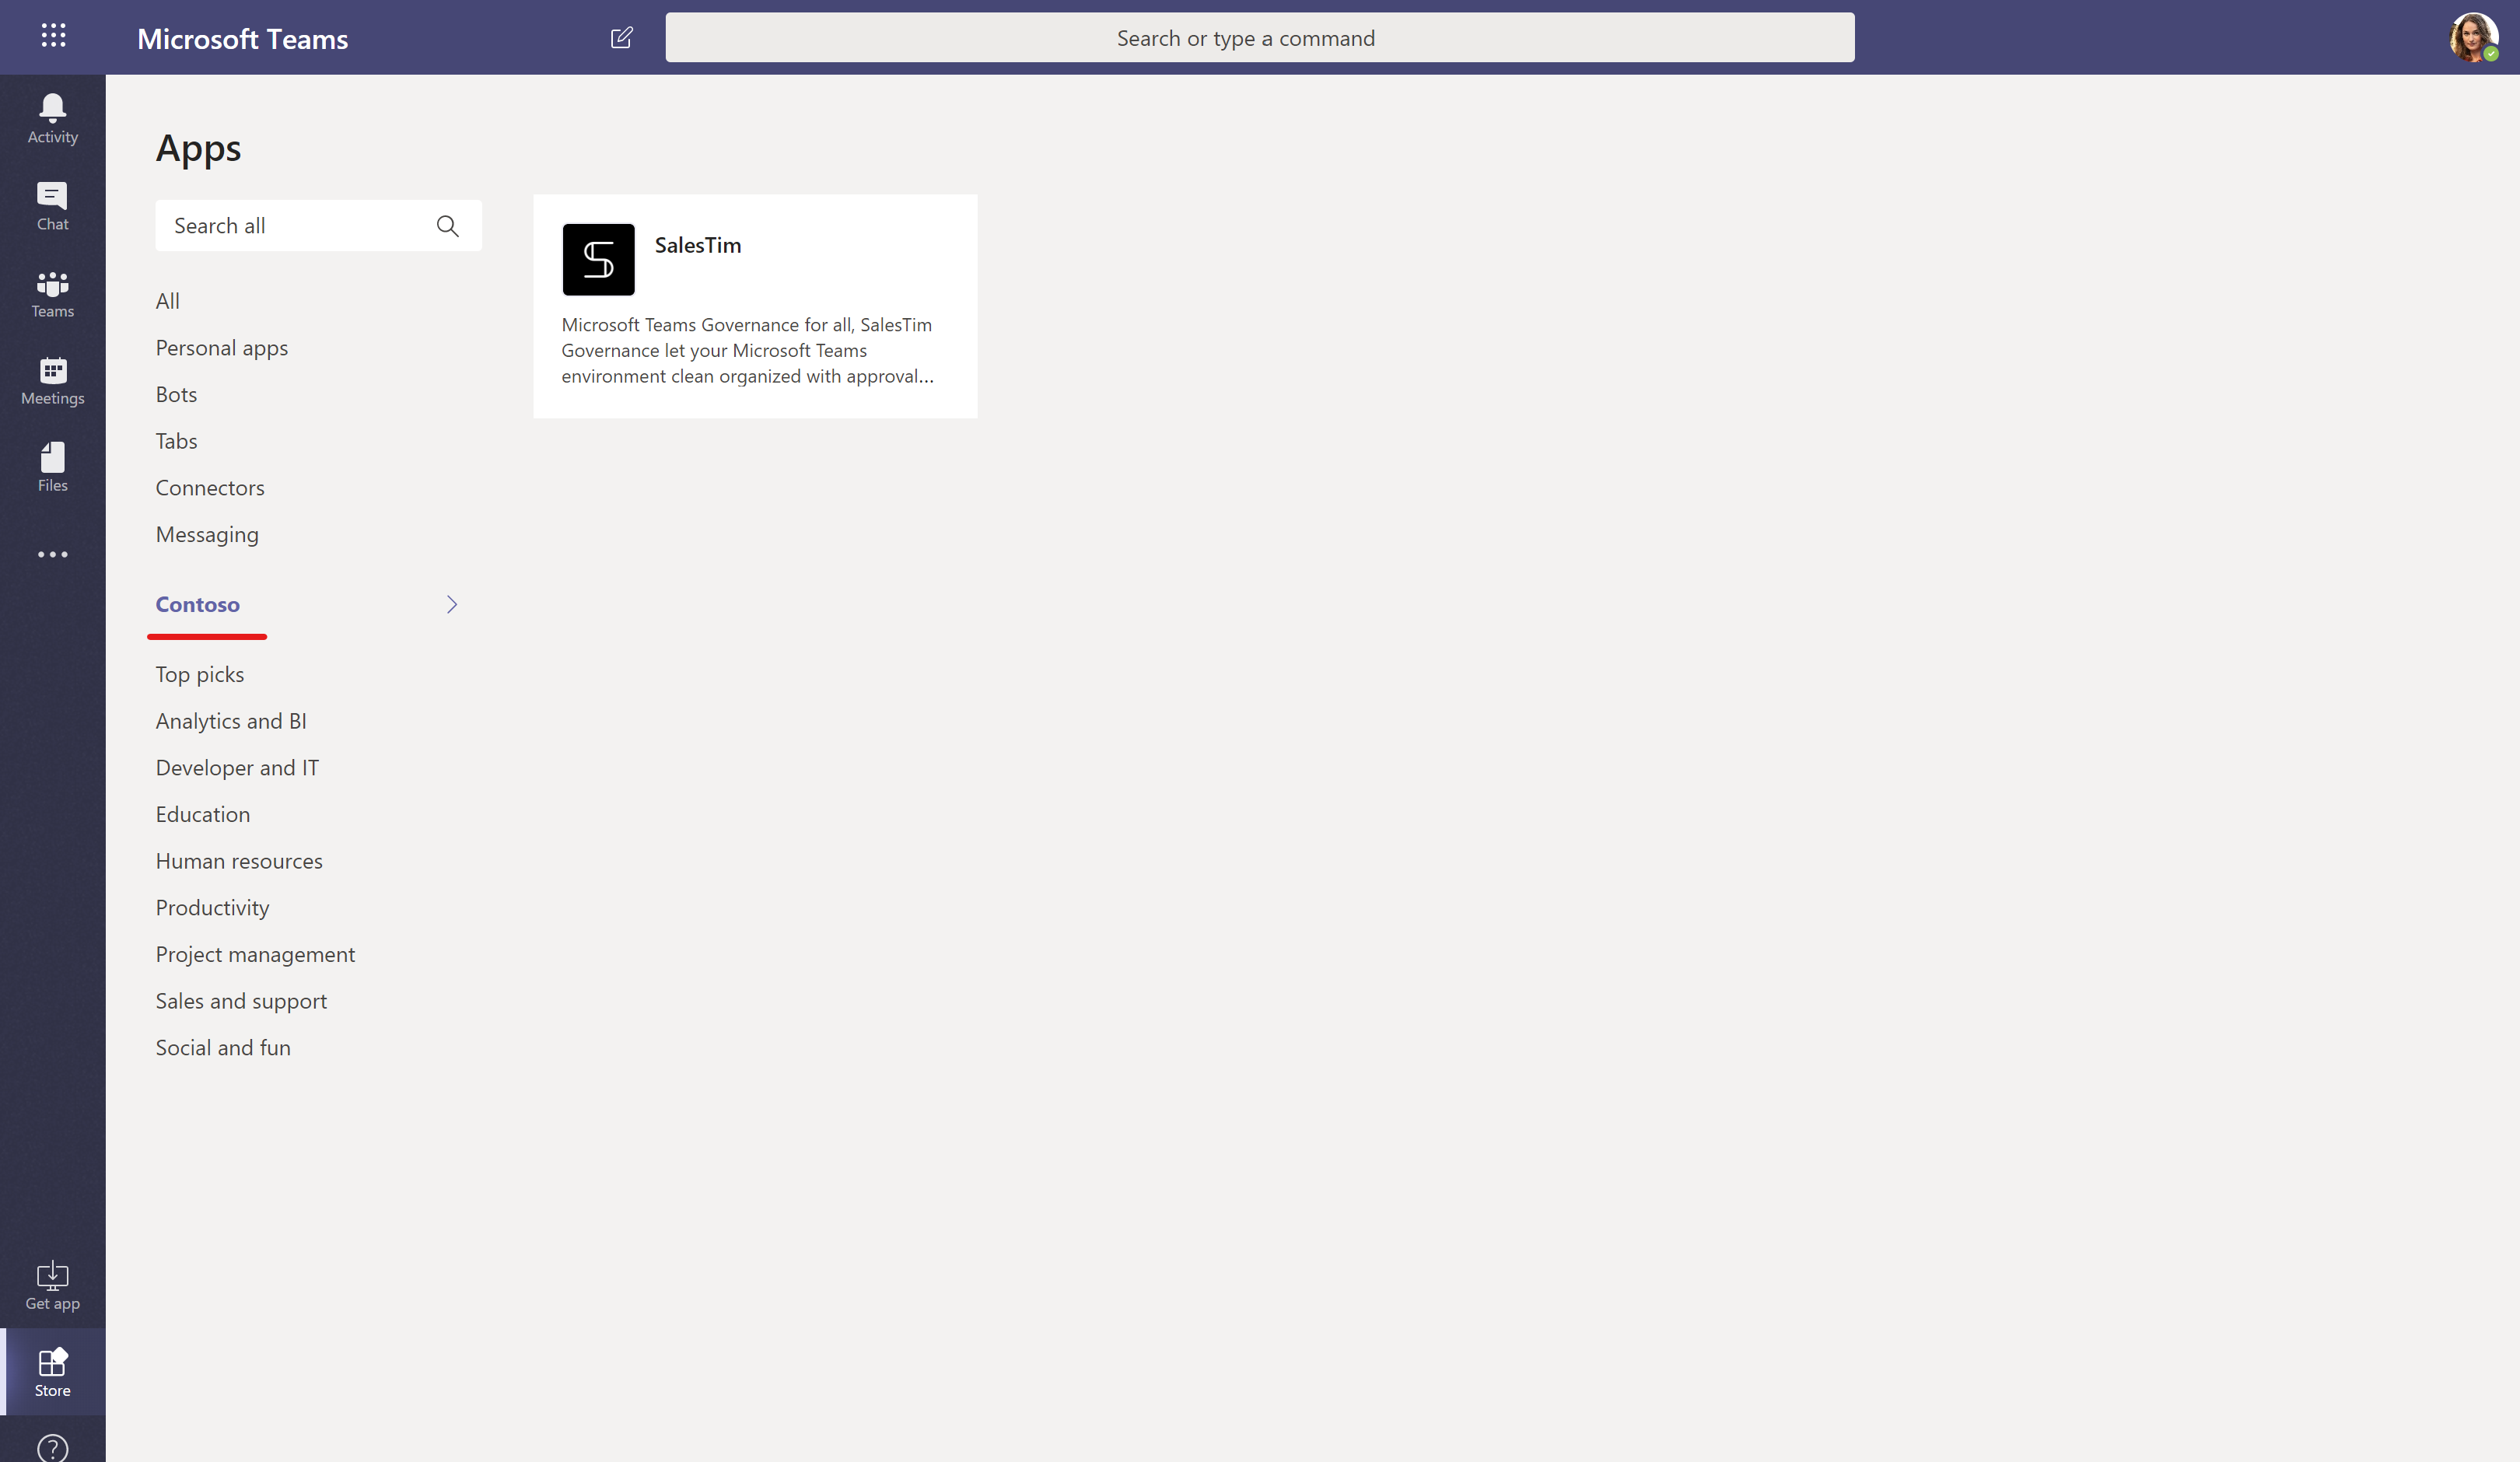 Microsoft Teams
Search or type a command
Activity
Chat
Teams
Meetings
Files
Get app
Store
Apps
Search all
All
Personal apps
Bots
Tabs
Connectors
Messaging
Contoso
Top picks
Analytics and BI
Developer and IT
Education
Human resources
Productivity
Project management
Sales and support
Social and fun
SalesTim
Microsoft Teams Governance for all, SalesTim
Governance let your Microsoft Teams
environment clean organized with approval...